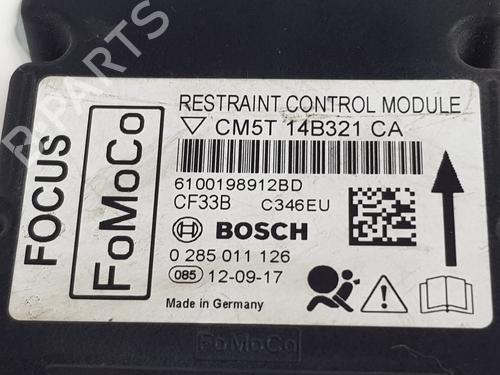 RESTRAINT CONTROL MODULE
CM5T 14B321 CA
6100198912BD
CF33B C346EU
BOSCH
0 285 011 126
085 12-09-17
Made in Germany
FOCUS
FoMoCo
FoMoCo
B-PARTS